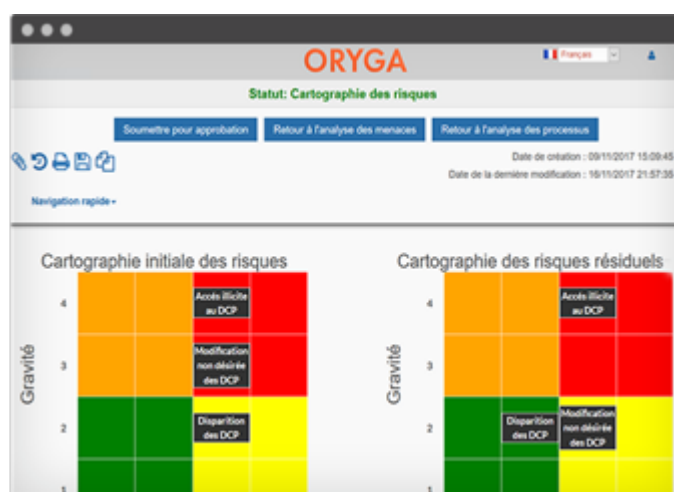 ORYGA
Français
Statut: Cartographie des risques
Soumettre pour approbation
Retour à l'analyse des menaces
Retour à l'analyse des processus
Date de création : 09/11/2017 15:09:45
Date de la dernière modification : 16/11/2017 21:57:35
Navigation rapide
Cartographie initiale des risques
Gravité
4
Accès illicite
au DCP
3
Modification
non désirée
des DCP
2
Disparition
des DCP
1
Cartographie des risques résiduels
Gravité
4
Accès illicite
au DCP
3
2
Disparition
des DCP
Modification
non désirée
des DCP
1